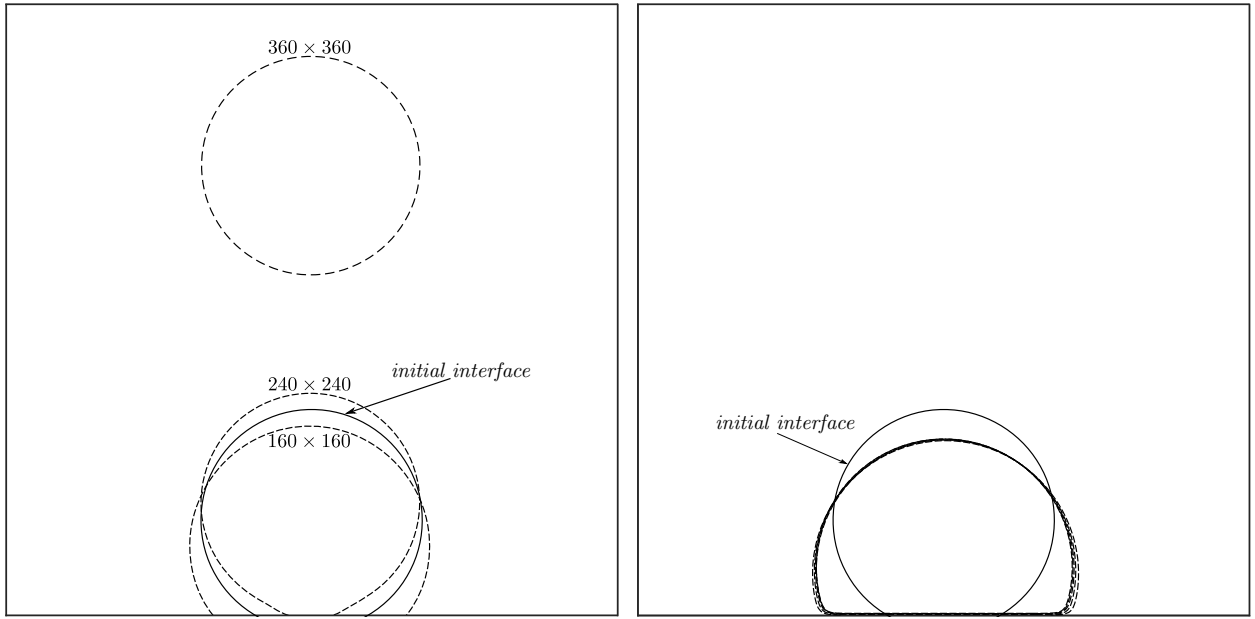 360 × 360
initial interface
240 × 240
160 × 160
initial interface